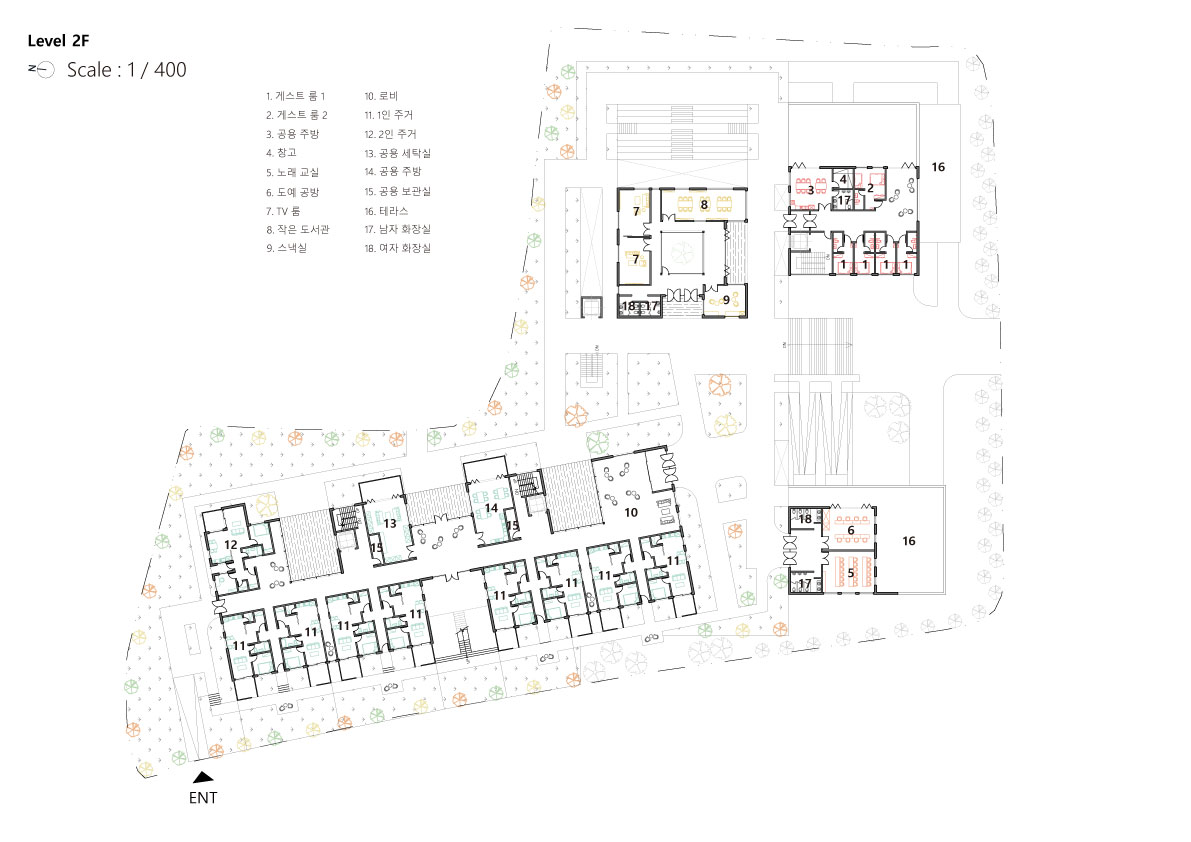 Level 2F
N Scale : 1 / 400
1. 게스트 룸 1
2. 게스트 룸 2
3. 공용 주방
4. 창고
5. 노래 교실
6. 도예 공방
7. TV 룸
8. 작은 도서관
9. 스낵실
10. 로비
11. 1인 주거
12. 2인 주거
13. 공용 세탁실
14. 공용 주방
15. 공용 보관실
16. 테라스
17. 남자 화장실
18. 여자 화장실
16
3 4 2
17
1 1 1 1
7 8
7
9
18 17
14
13 10
15
12 15
11 11 11 11
11 11 11 11
18 6
16
5
17
ENT